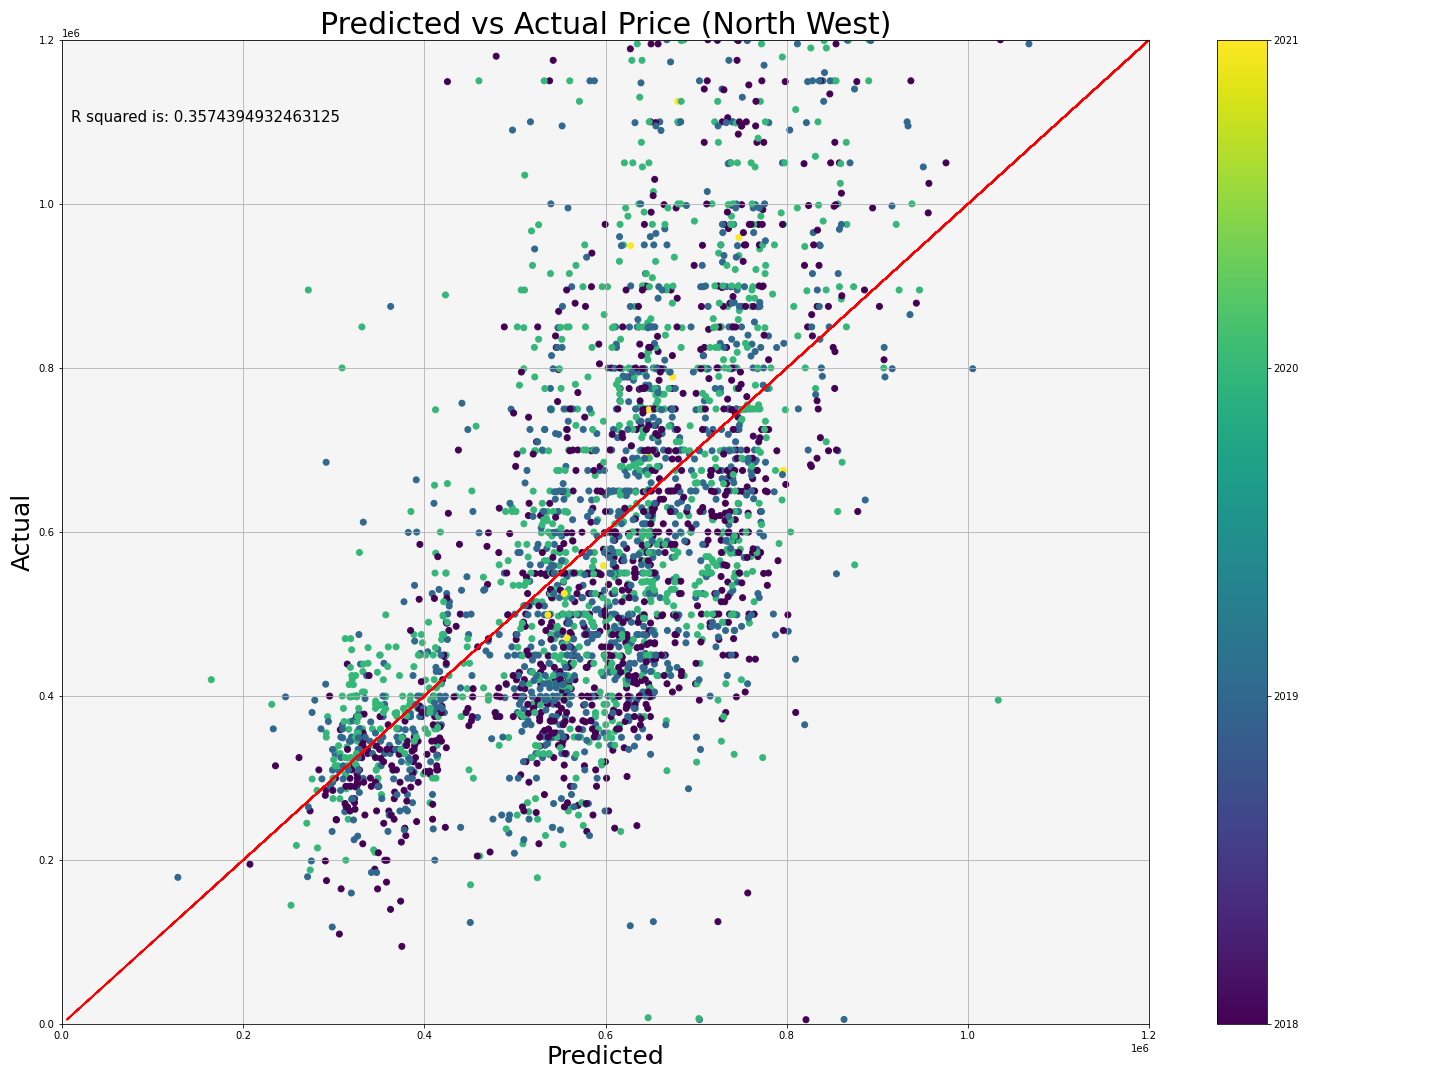 Predicted vs Actual Price (North West)
1e6
R squared is: 0.3574394932463125
Actual
1.2
1.0
0.8
0.6
0.4
0.2
0.0
0.0 0.2 0.4 0.6 0.8 1.0 1.2
1e6
Predicted
2021
2020
2019
2018